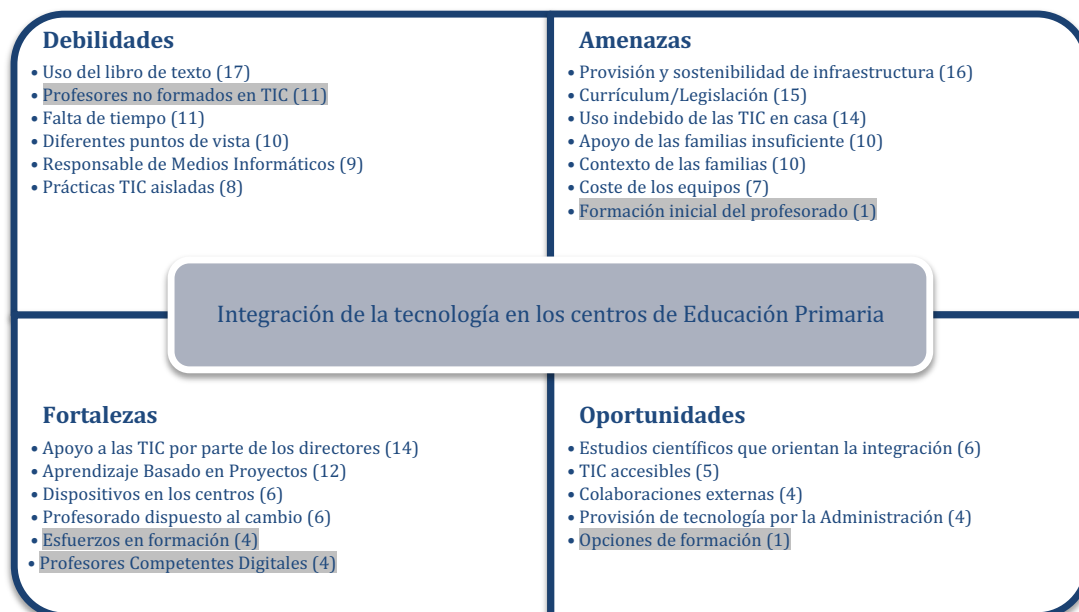 Debilidades
• Uso del libro de texto (17)
• Profesores no formados en TIC (11)
• Falta de tiempo (11)
• Diferentes puntos de vista (10)
• Responsable de Medios Informáticos (9)
• Prácticas TIC aisladas (8)
Amenazas
• Provisión y sostenibilidad de infraestructura (16)
• Currículum/Legislación (15)
• Uso indebido de las TIC en casa (14)
• Apoyo de las familias insuficiente (10)
• Contexto de las familias (10)
• Coste de los equipos (7)
• Formación inicial del profesorado (1)
Integración de la tecnología en los centros de Educación Primaria
Fortalezas
• Apoyo a las TIC por parte de los directores (14)
• Aprendizaje Basado en Proyectos (12)
• Dispositivos en los centros (6)
• Profesorado dispuesto al cambio (6)
• Esfuerzos en formación (4)
• Profesores Competentes Digitales (4)
Oportunidades
• Estudios científicos que orientan la integración (6)
• TIC accesibles (5)
• Colaboraciones externas (4)
• Provisión de tecnología por la Administración (4)
• Opciones de formación (1)